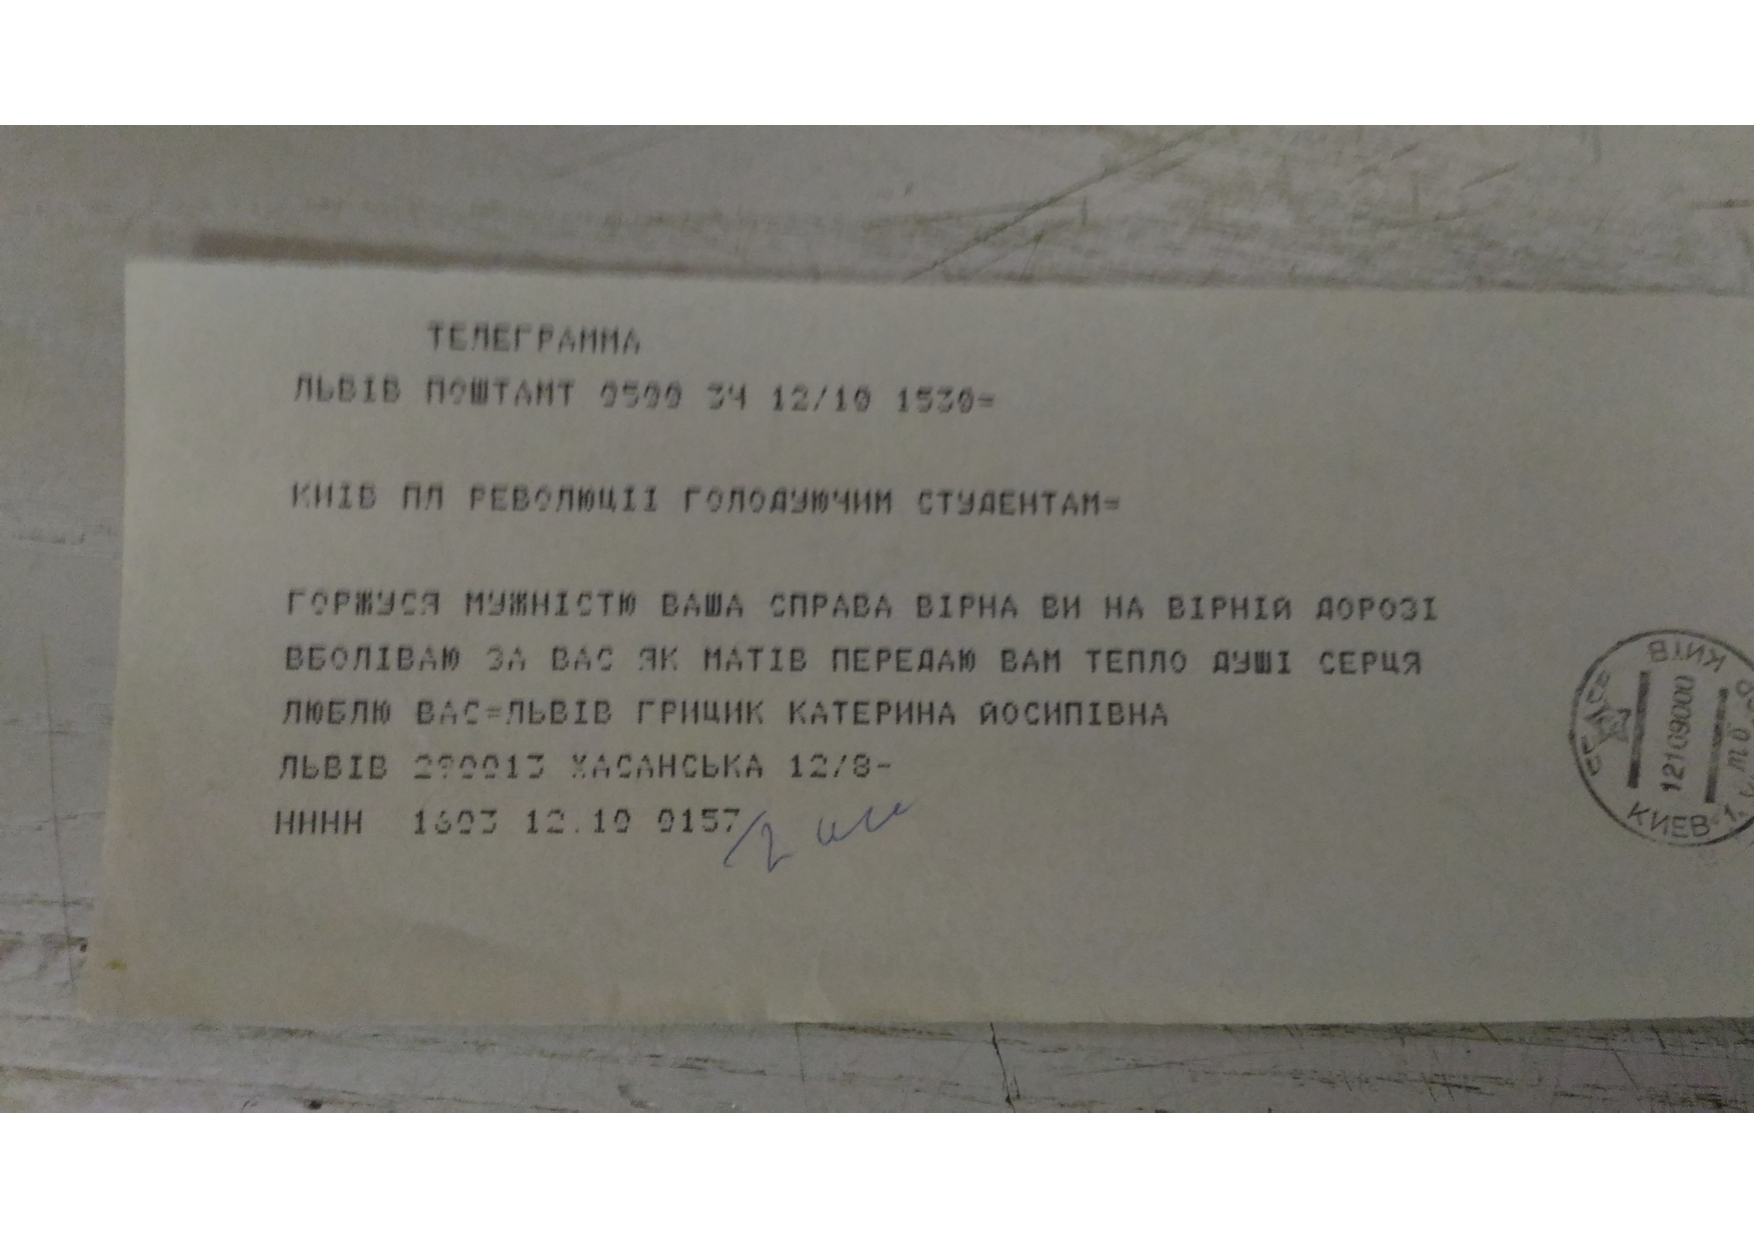 ТЕЛЕГРАММА
ЛЬВІВ ПОШТАМТ 0500 34 12/10 1530=
КИІВ ПЛ РЕВОЛЮЦІІ ГОЛОДУЮЧИМ СТУДЕНТАМ=
ГОРЖУСЯ МУЖНІСТЮ ВАША СПРАВА ВІРНА ВИ НА ВІРНІЙ ДОРОЗІ
ВБОЛІВАЮ ЗА ВАС ЯК МАТІВ ПЕРЕДАЮ ВАМ ТЕПЛО ДУШІ СЕРЦЯ
ЛЮБЛЮ ВАС=ЛЬВІВ ГРИЦИК КАТЕРИНА ЙОСИПІВНА
ЛЬВІВ 290013 ХАСАНСЬКА 12/8-
НННН 1603 12.10 0157
КИЇВ
12109000
КИЕВ